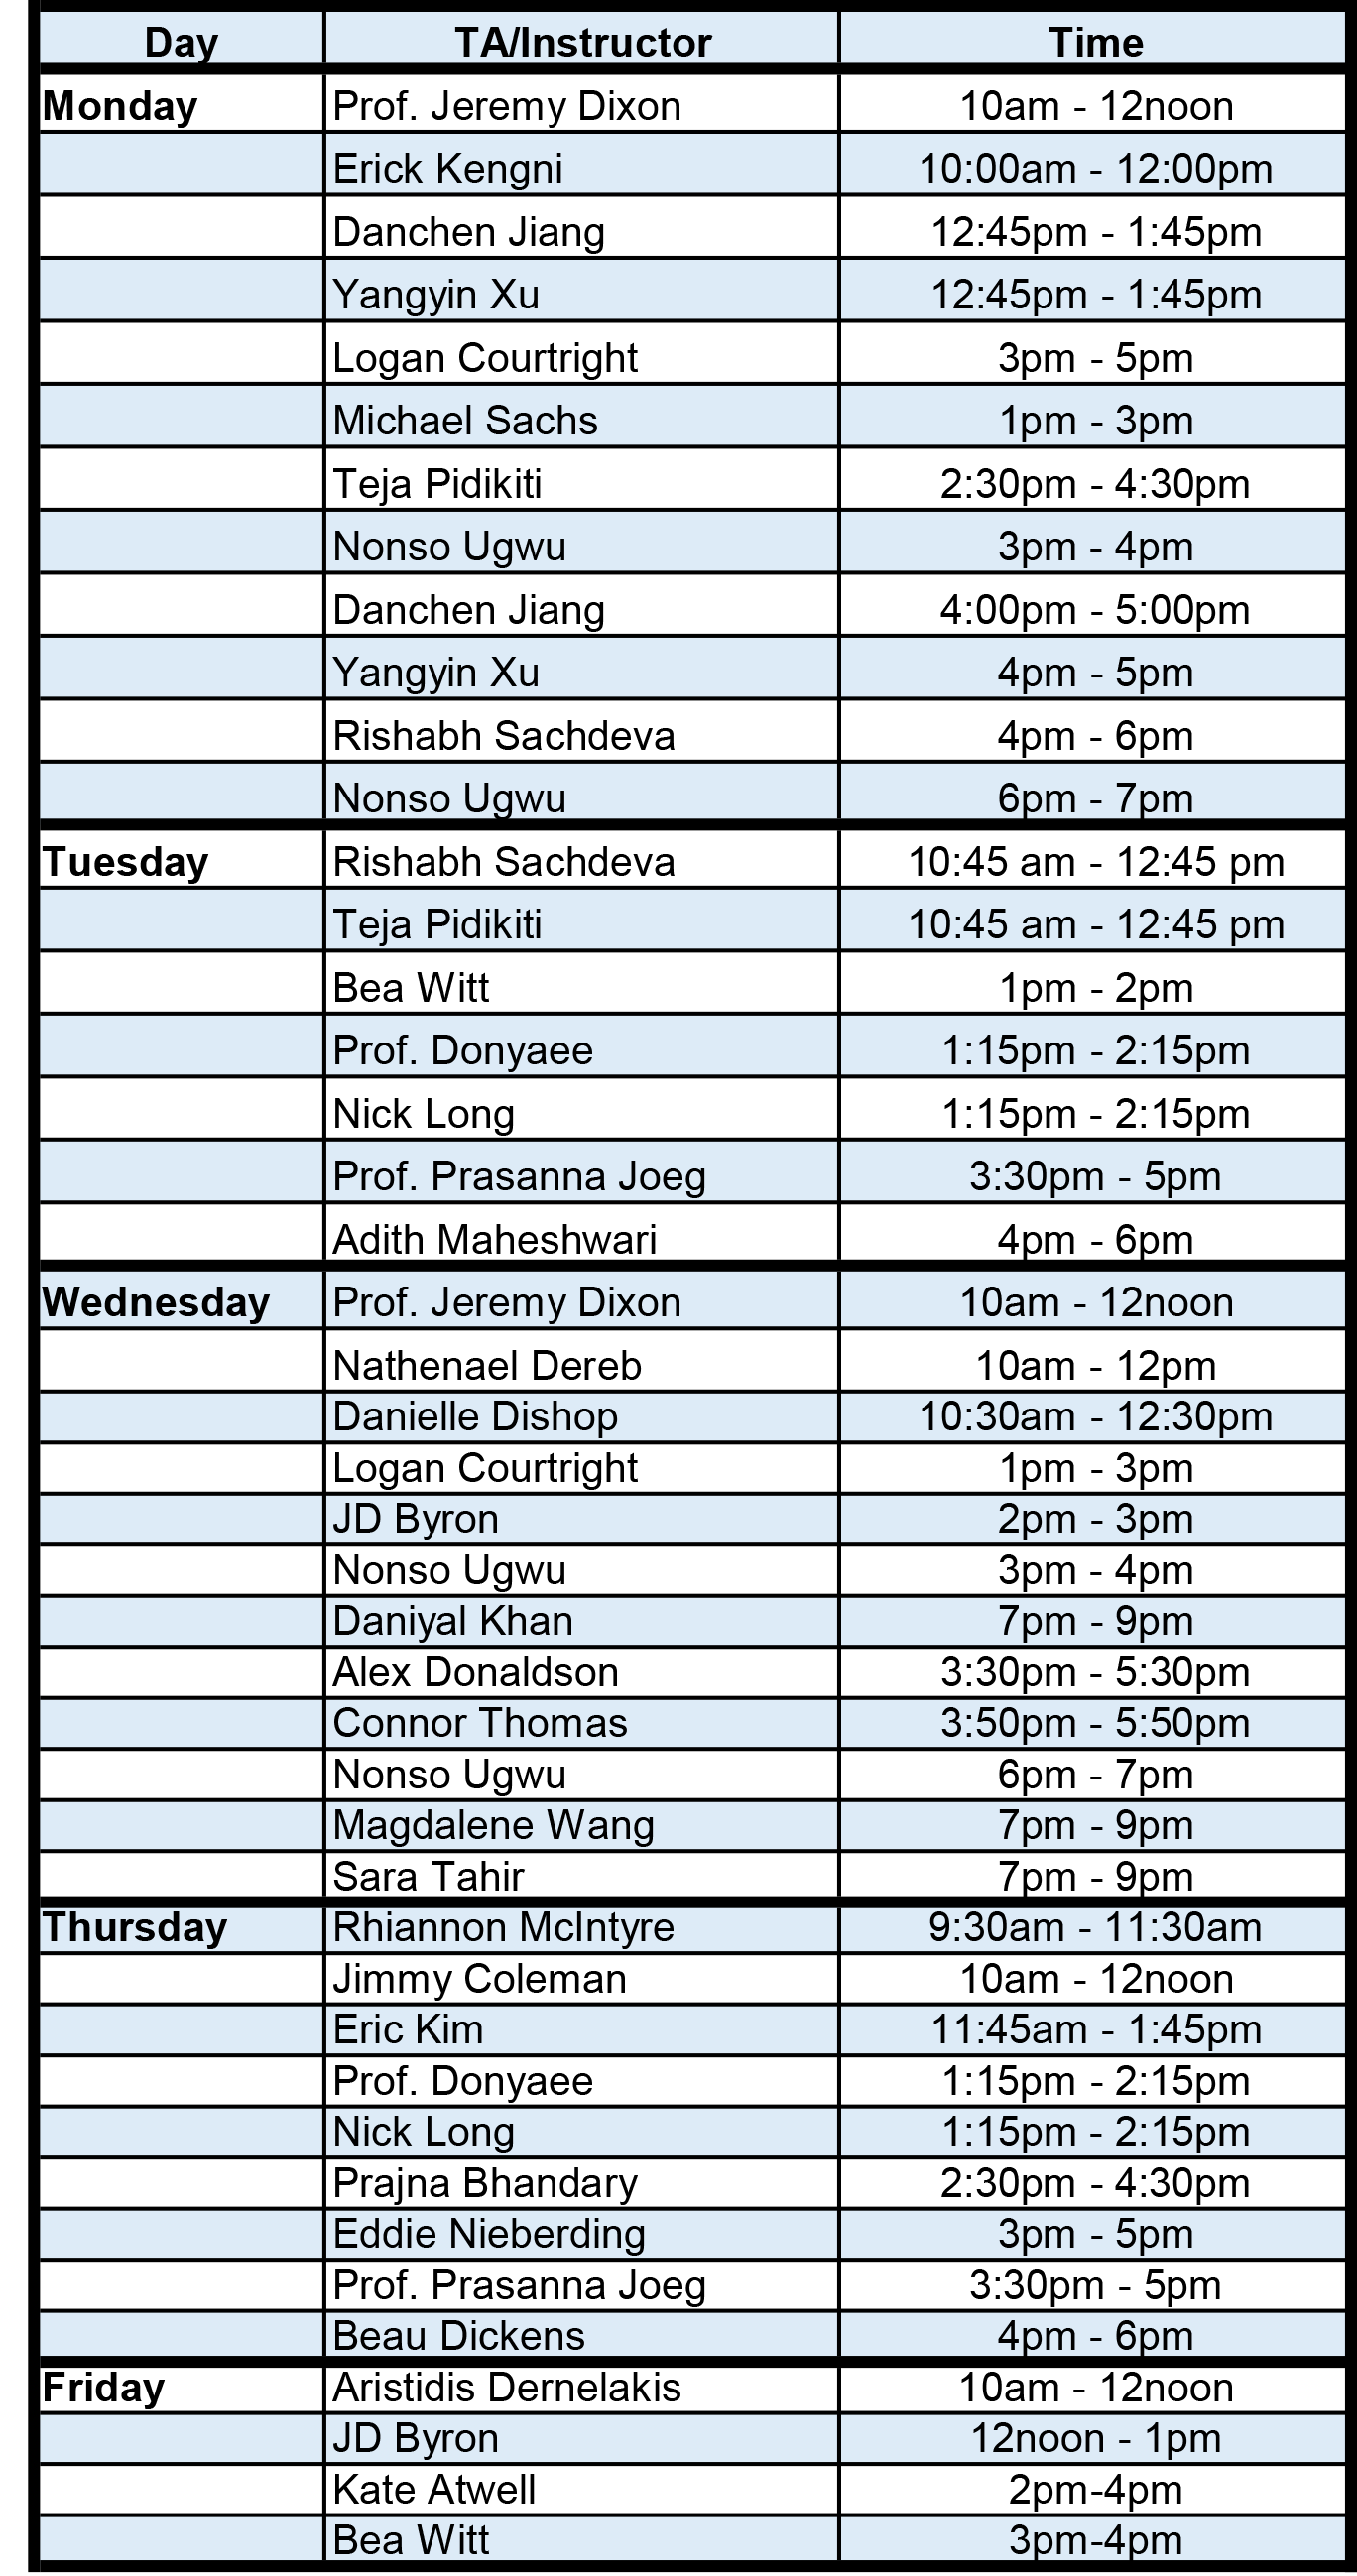 Day TA/Instructor Time
Monday Prof. Jeremy Dixon 10am - 12noon
Erick Kengni 10:00am - 12:00pm
Danchen Jiang 12:45pm - 1:45pm
Yangyin Xu 12:45pm - 1:45pm
Logan Courtright 3pm - 5pm
Michael Sachs 1pm - 3pm
Teja Pidikiti 2:30pm - 4:30pm
Nonso Ugwu 3pm - 4pm
Danchen Jiang 4:00pm - 5:00pm
Yangyin Xu 4pm - 5pm
Rishabh Sachdeva 4pm - 6pm
Nonso Ugwu 6pm - 7pm
Tuesday Rishabh Sachdeva 10:45 am - 12:45 pm
Teja Pidikiti 10:45 am - 12:45 pm
Bea Witt 1pm - 2pm
Prof. Donyaee 1:15pm - 2:15pm
Nick Long 1:15pm - 2:15pm
Prof. Prasanna Joeg 3:30pm - 5pm
Adith Maheshwari 4pm - 6pm
Wednesday Prof. Jeremy Dixon 10am - 12noon
Nathenael Dereb 10am - 12pm
Danielle Dishop 10:30am - 12:30pm
Logan Courtright 1pm - 3pm
JD Byron 2pm - 3pm
Nonso Ugwu 3pm - 4pm
Daniyal Khan 7pm - 9pm
Alex Donaldson 3:30pm - 5:30pm
Connor Thomas 3:50pm - 5:50pm
Nonso Ugwu 6pm - 7pm
Magdalene Wang 7pm - 9pm
Sara Tahir 7pm - 9pm
Thursday Rhiannon McIntyre 9:30am - 11:30am
Jimmy Coleman 10am - 12noon
Eric Kim 11:45am - 1:45pm
Prof. Donyaee 1:15pm - 2:15pm
Nick Long 1:15pm - 2:15pm
Prajna Bhandary 2:30pm - 4:30pm
Eddie Nieberding 3pm - 5pm
Prof. Prasanna Joeg 3:30pm - 5pm
Beau Dickens 4pm - 6pm
Friday Aristidis Dernelakis 10am - 12noon
JD Byron 12noon - 1pm
Kate Atwell 2pm-4pm
Bea Witt 3pm-4pm